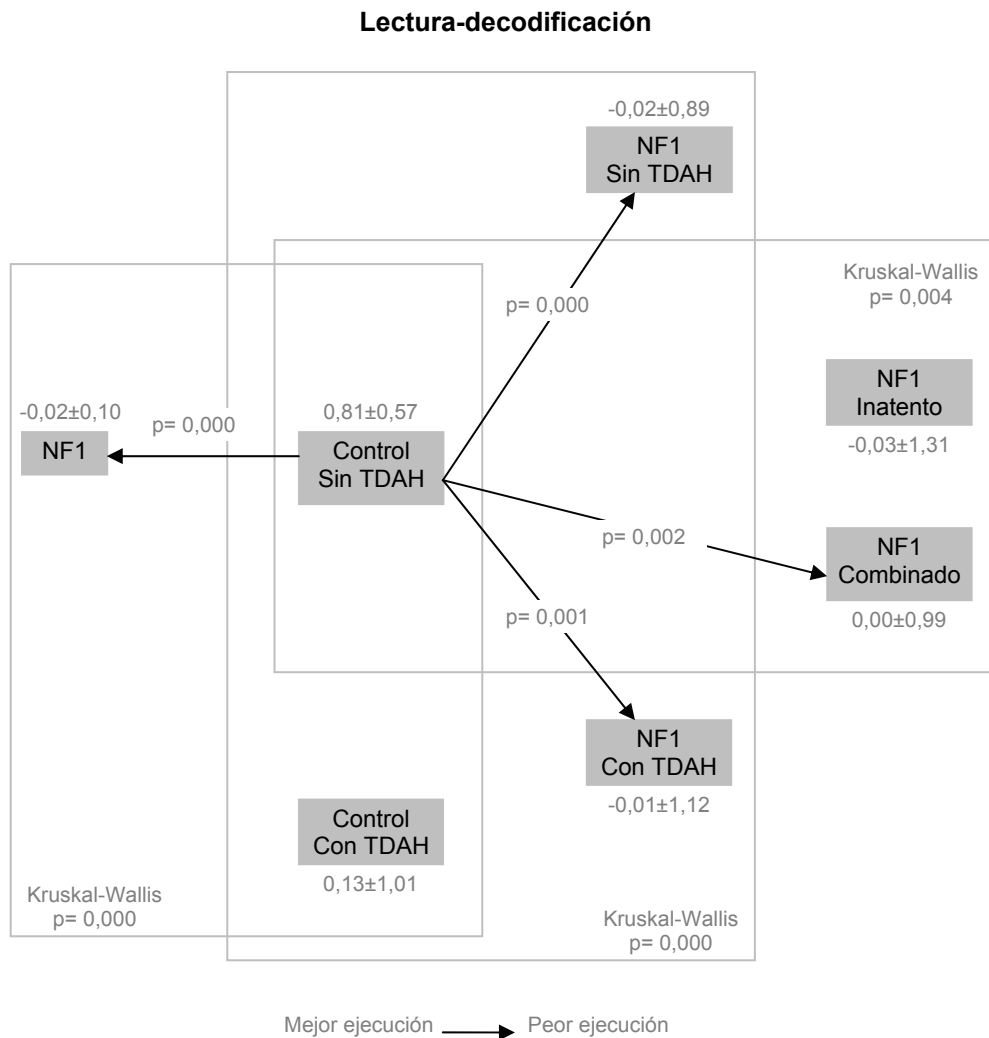 Lectura-decodificación
-0,02±0,89
NF1
Sin TDAH
Kruskal-Wallis
p= 0,004
p= 0,000
NF1
Inatento
-0,03±1,31
-0,02±0,10
NF1
p= 0,000
0,81±0,57
Control
Sin TDAH
p= 0,002
NF1
Combinado
0,00±0,99
p= 0,001
NF1
Con TDAH
-0,01±1,12
Control
Con TDAH
0,13±1,01
Kruskal-Wallis
p= 0,000
Kruskal-Wallis
p= 0,000
Mejor ejecución
Peor ejecución